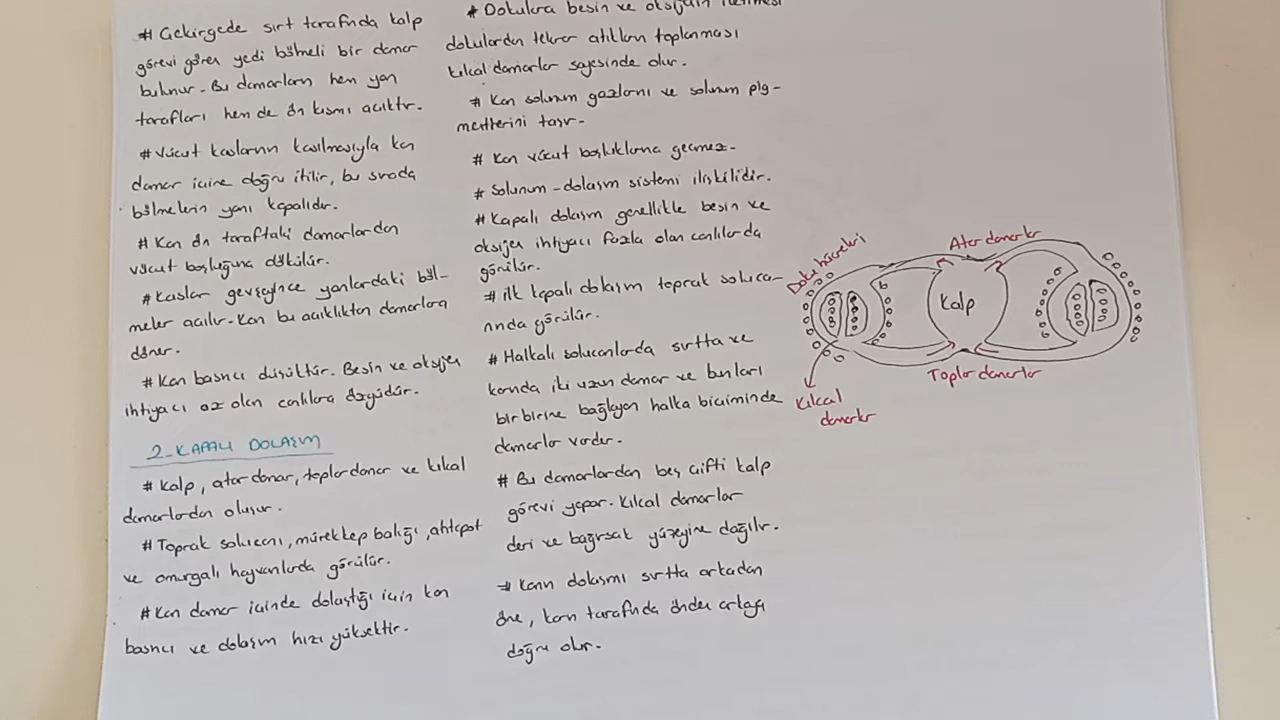 # Çekirgede sırt tarafında kalp
görevi gören yedi bölmeli bir damar
bulunur. Bu damarların hem yan
tarafları hem de ön kısmı açıktır.
# Vücut kaslarının kasılmasıyla kan
damar içine doğru itilir, bu sırada
bölmelerin yanı kapalıdır.
# Kan ön taraftaki damarlardan
vücut boşluğuna dökülür.
# Kaslar gevşeyince yanlardaki böl-
meler açılır. Kan bu açıklıktan damarlara
döner.
# Kan basıncı düşüktür. Besin ve oksijen
ihtiyacı az olan canlılara özgüdür.
2. KAPALI DOLAŞIM
# Kalp, atar damar, toplar damar ve kılcal
damarlardan oluşur.
# Toprak solucanı, mürekkep balığı, ahtapot
ve omurgalı hayvanlarda görülür.
# Kan damar içinde dolaştığı için kan
basıncı ve dolaşım hızı yüksektir.
# Dokulara besin ve oksijenin
dokulardan tekrar atıkların toplanması
kılcal damarlar sayesinde olur.
# Kan solunum gazlarını ve solunum pig-
mentlerini taşır.
# Kan vücut boşluklarına geçmez.
# Solunum-dolaşım sistemi ilişkilidir.
# Kapalı dolaşım genellikle besin ve
oksijen ihtiyacı fazla olan canlılarda
görülür.
# İlk kapalı dolaşım toprak soluca-
nında görülür.
# Halkalı solucanlarda sırtta ve
karında iki uzun damar ve bunları
birbirine bağlayan halka biçiminde
damarlar vardır.
# Bu damarlardan beş çifti kalp
görevi yapar. Kılcal damarlar
deri ve bağırsak yüzeyine dağılır.
# Kanın dolaşımı sırtta arkadan
öne, karın tarafında önden arkaya
doğru olur.
Doku hücreleri
Atar damarlar
Kalp
Toplar damarlar
Kılcal
damarlar